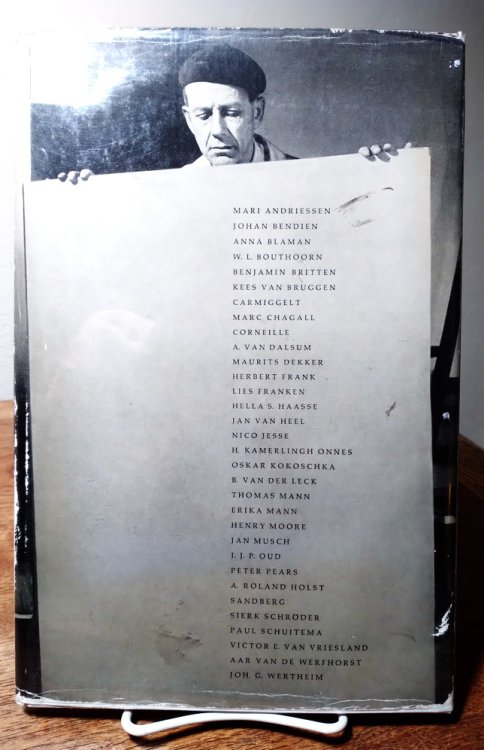 MARI ANDRIESSEN
JOHAN BENDIEN
ANNA BLAMAN
W. L. BOUTHOORN
BENJAMIN BRITTEN
KEES VAN BRUGGEN
CARMIGGELT
MARC CHAGALL
CORNEILLE
A. VAN DALSUM
MAURITS DEKKER
HERBERT FRANK
LIES FRANKEN
HELLA S. HAASSE
JAN VAN HEEL
NICO JESSE
H. KAMERLINGH ONNES
OSKAR KOKOSCHKA
B. VAN DER LECK
THOMAS MANN
ERIKA MANN
HENRY MOORE
JAN MUSCH
J. J. P. OUD
PETER PEARS
A. ROLAND HOLST
SANDBERG
SIERK SCHRÖDER
PAUL SCHUITEMA
VICTOR E. VAN VRIESLAND
AAR VAN DE WERFHORST
JOH. G. WERTHEIM